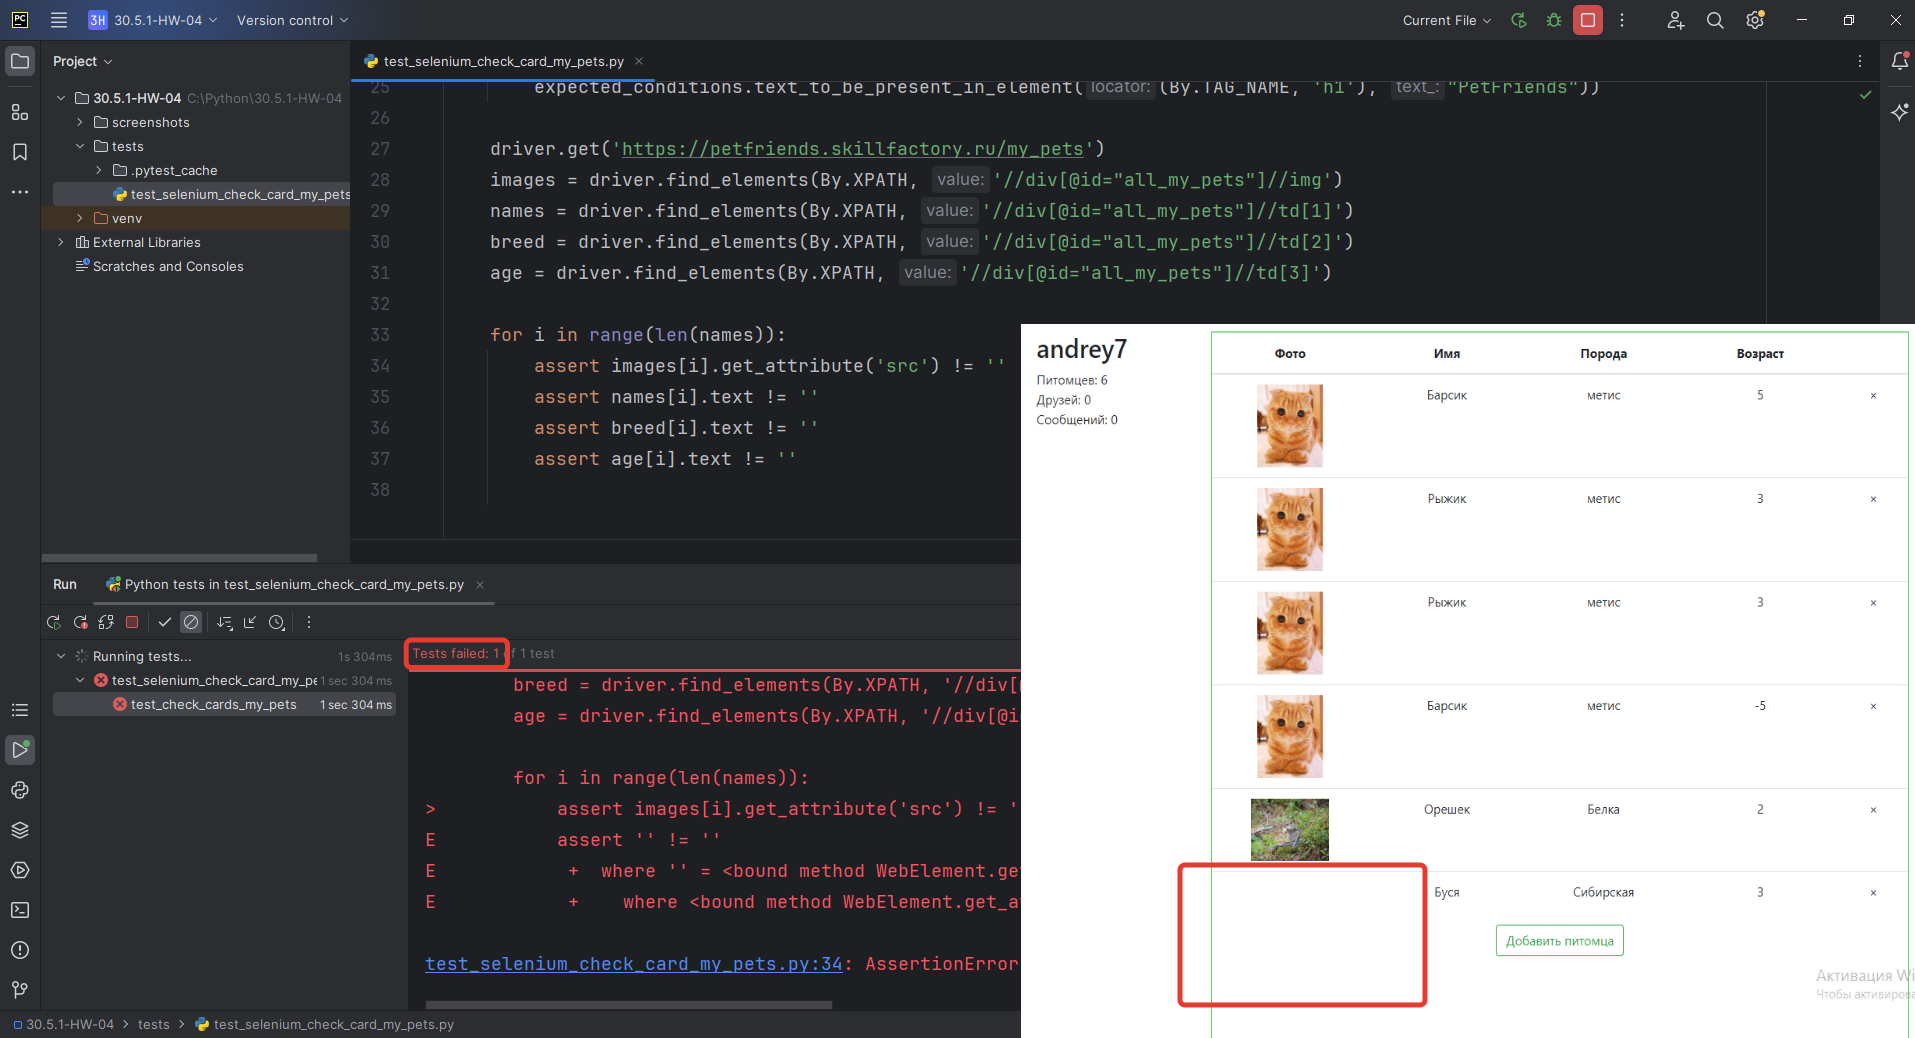 PC
3H 30.5.1-HW-04 Version control
Current File
Project
30.5.1-HW-04 C:\Python\30.5.1-HW-04
screenshots
tests
.pytest_cache
test_selenium_check_card_my_pets
venv
External Libraries
Scratches and Consoles
test_selenium_check_card_my_pets.py
25 expected_conditions.text_to_be_present_in_element( locator: (By.TAG_NAME, 'h1'), text_: "PetFriends"))
26
27 driver.get('https://petfriends.skillfactory.ru/my_pets')
28 images = driver.find_elements(By.XPATH, value: '//div[@id="all_my_pets"]//img')
29 names = driver.find_elements(By.XPATH, value: '//div[@id="all_my_pets"]//td[1]')
30 breed = driver.find_elements(By.XPATH, value: '//div[@id="all_my_pets"]//td[2]')
31 age = driver.find_elements(By.XPATH, value: '//div[@id="all_my_pets"]//td[3]')
32
33 for i in range(len(names)):
34 assert images[i].get_attribute('src') != ''
35 assert names[i].text != ''
36 assert breed[i].text != ''
37 assert age[i].text != ''
38
Run Python tests in test_selenium_check_card_my_pets.py
Running tests... 1s 304ms
test_selenium_check_card_my_pe 1 sec 304 ms
test_check_cards_my_pets 1 sec 304 ms
Tests failed: 1 of 1 test
breed = driver.find_elements(By.XPATH, '//div[
age = driver.find_elements(By.XPATH, '//div[@i
for i in range(len(names)):
> assert images[i].get_attribute('src') != '
E assert '' != ''
E + where '' = <bound method WebElement.ge
E + where <bound method WebElement.get_a
test_selenium_check_card_my_pets.py:34: AssertionError
30.5.1-HW-04 > tests > test_selenium_check_card_my_pets.py
andrey7
Питомцев: 6
Друзей: 0
Сообщений: 0
Фото Имя Порода Возраст
Барсик метис 5 ×
Рыжик метис 3 ×
Рыжик метис 3 ×
Барсик метис -5 ×
Орешек Белка 2 ×
Буся Сибирская 3 ×
Добавить питомца
Активация Wi
Чтобы активирова